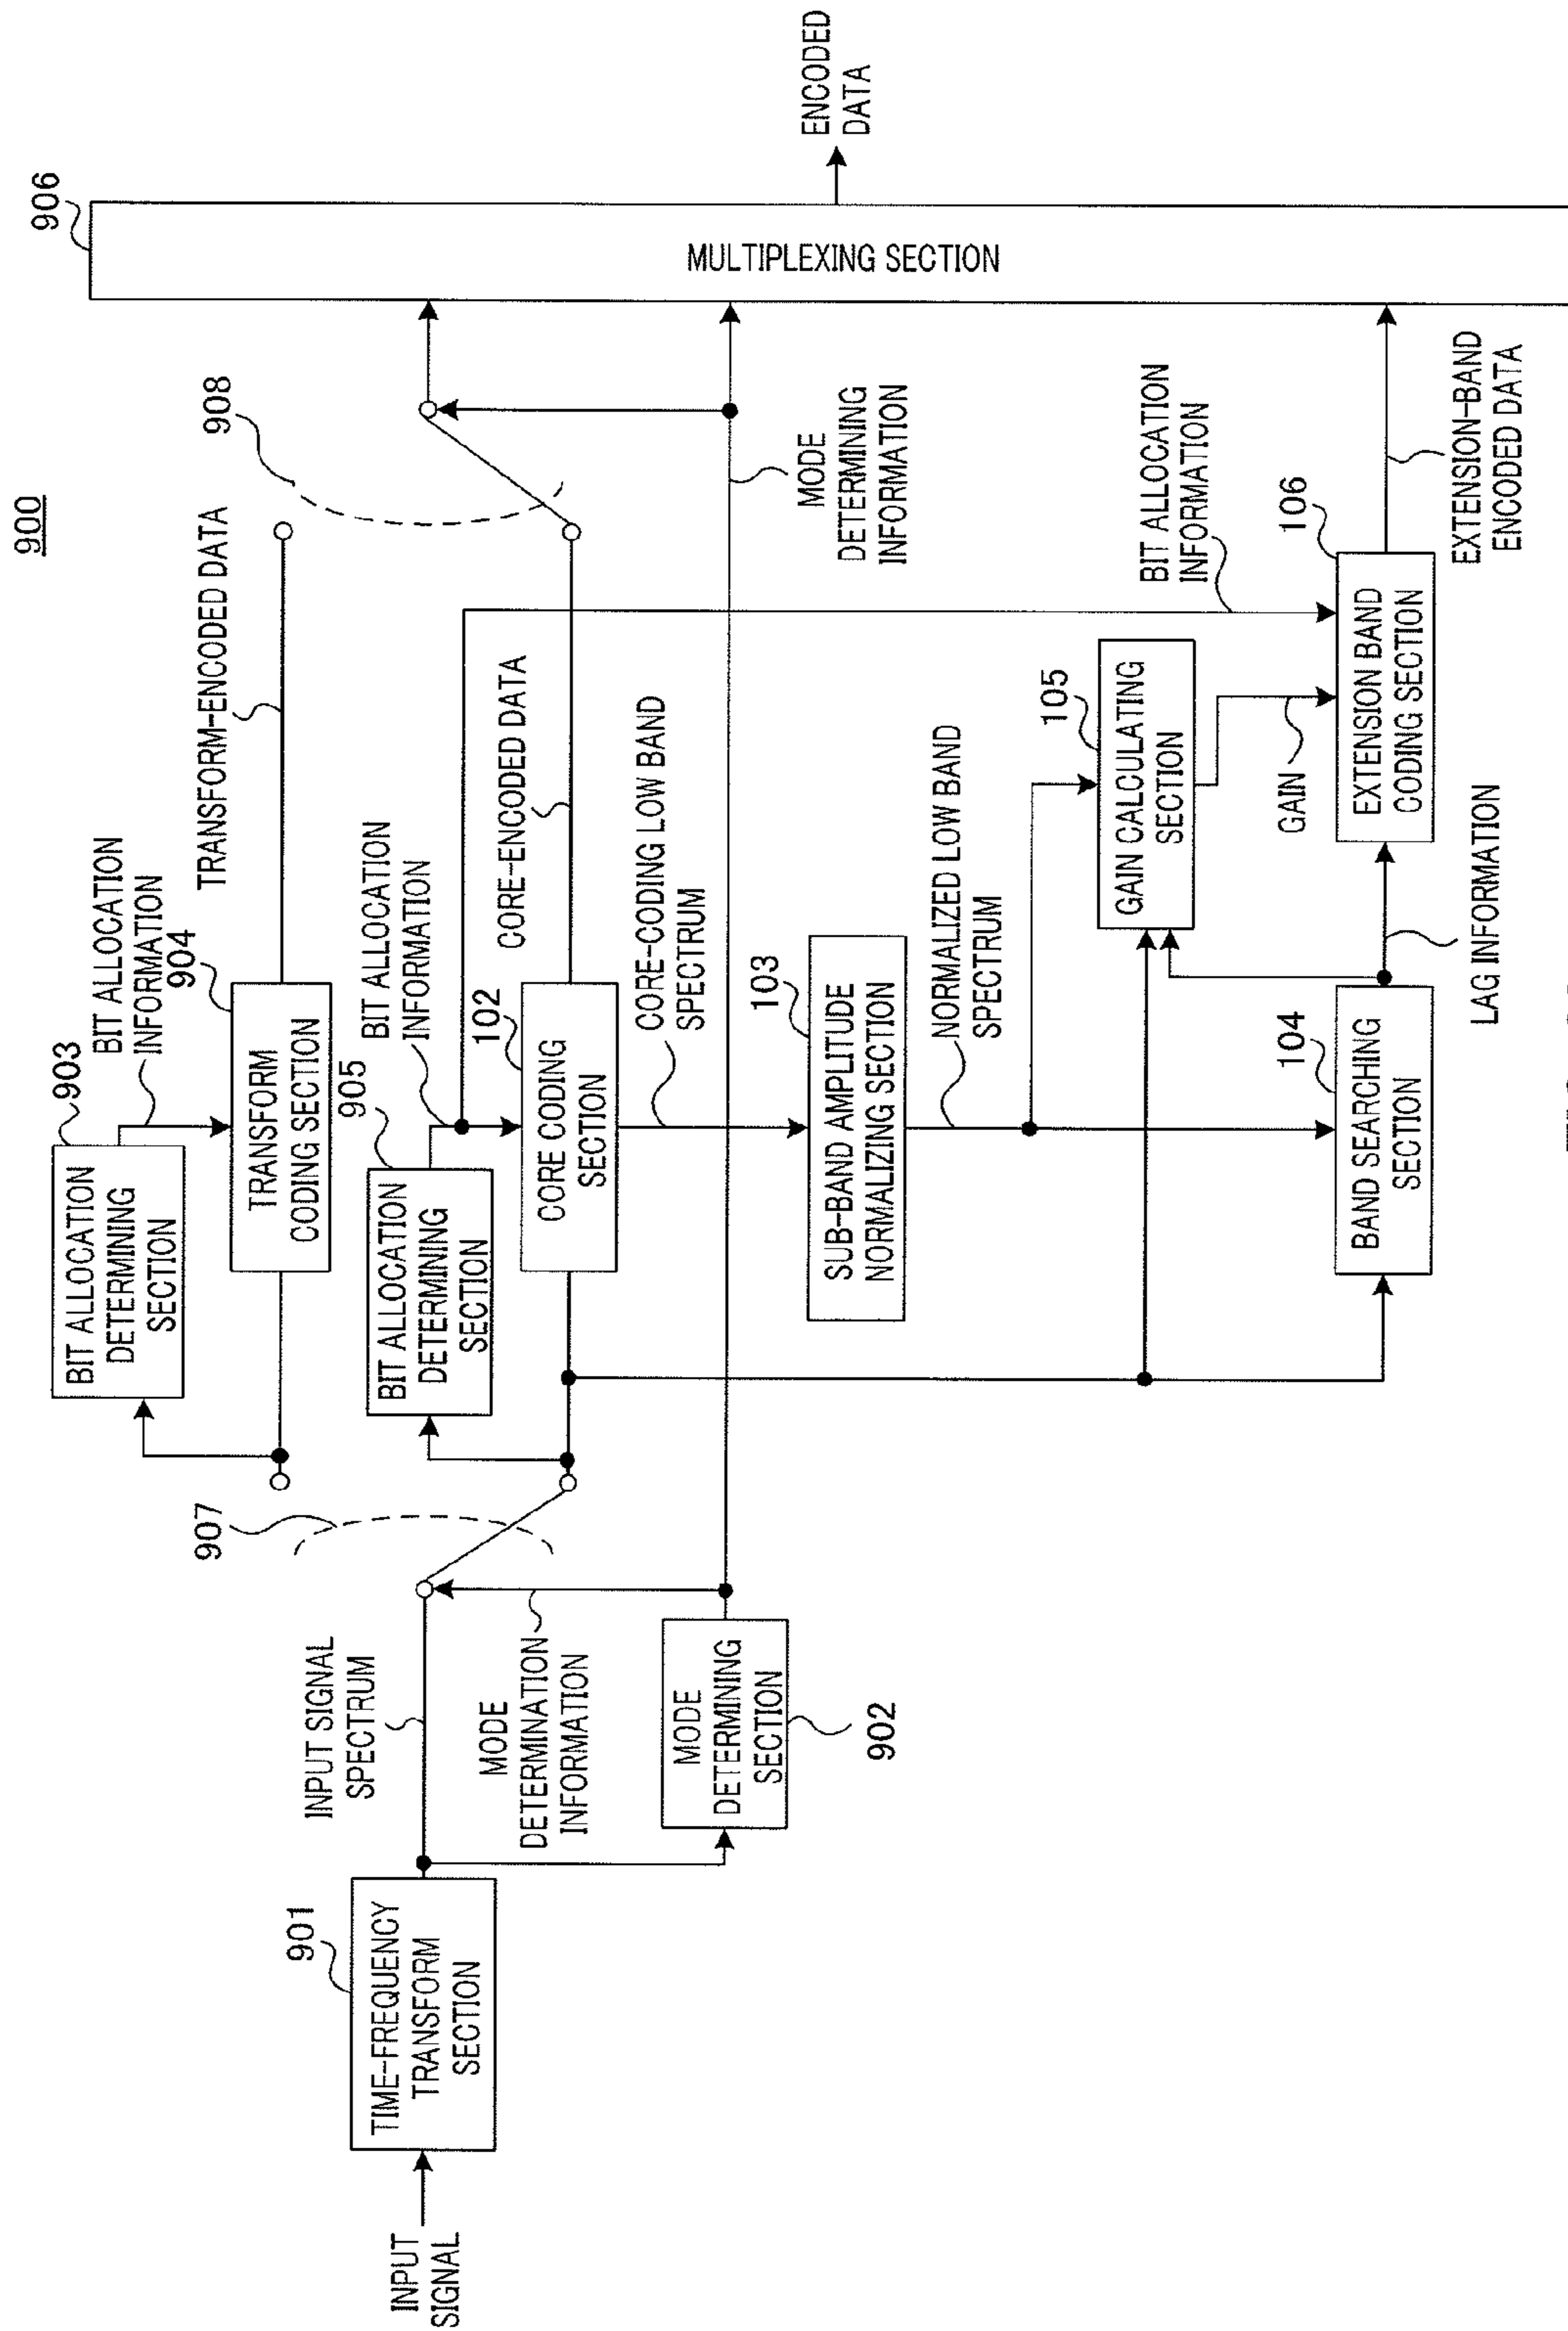 900
INPUT
SIGNAL
901
TIME-FREQUENCY
TRANSFORM
SECTION
INPUT SIGNAL
SPECTRUM
MODE
DETERMINATION
INFORMATION
MODE
DETERMINING
SECTION
902
907
903
BIT ALLOCATION
DETERMINING
SECTION
BIT ALLOCATION
INFORMATION
904
TRANSFORM
CODING SECTION
TRANSFORM-ENCODED DATA
905
BIT ALLOCATION
DETERMINING
SECTION
BIT ALLOCATION
INFORMATION
102
CORE CODING
SECTION
CORE-ENCODED DATA
CORE-CODING LOW BAND
SPECTRUM
908
MODE
DETERMINING
INFORMATION
103
SUB-BAND AMPLITUDE
NORMALIZING SECTION
NORMALIZED LOW BAND
SPECTRUM
105
GAIN CALCULATING
SECTION
GAIN
BIT ALLOCATION
INFORMATION
104
BAND SEARCHING
SECTION
LAG INFORMATION
106
EXTENSION BAND
CODING SECTION
EXTENSION-BAND
ENCODED DATA
906
MULTIPLEXING SECTION
ENCODED
DATA